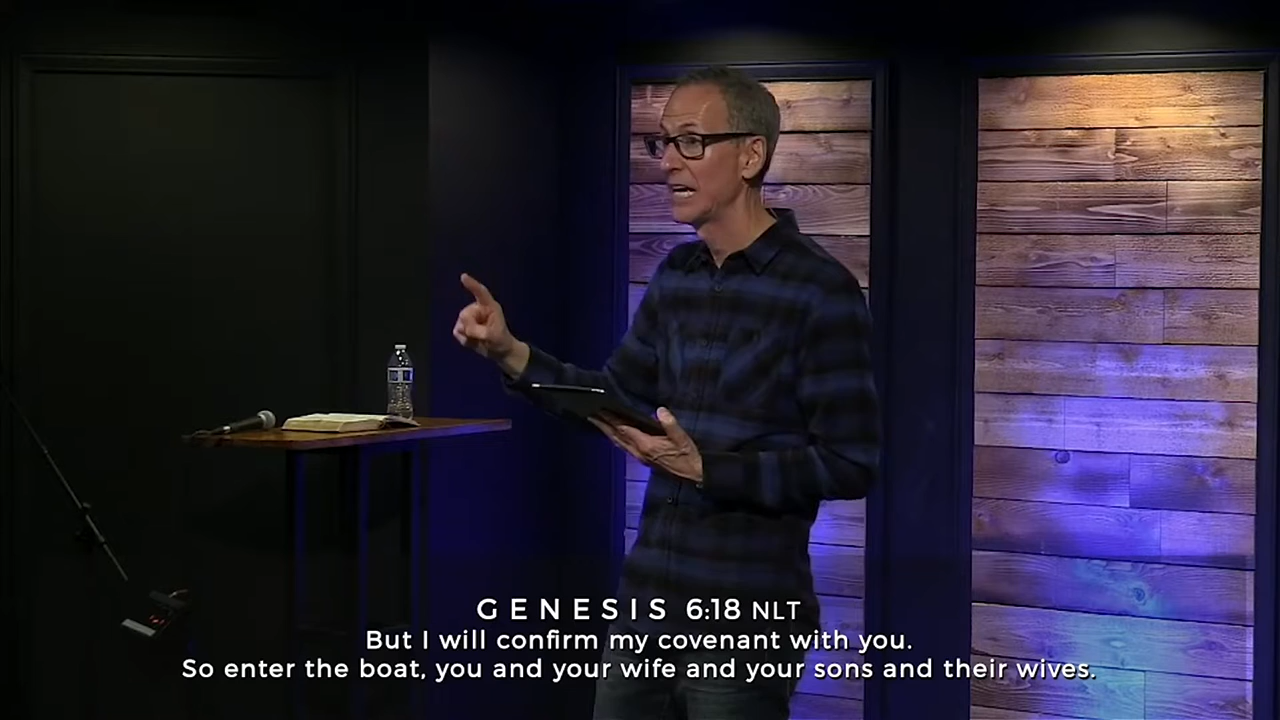 GENESIS 6:18 NLT
But I will confirm my covenant with you.
So enter the boat, you and your wife and your sons and their wives.